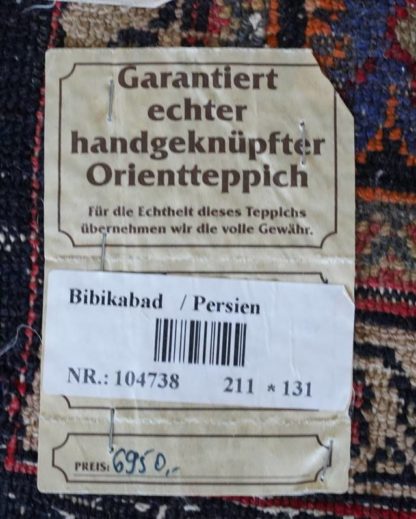 Garantiert
echter
handgeknüpfter
Orientteppich
Für die Echtheit dieses Teppichs
übernehmen wir die volle Gewähr.
Bibikabad / Persien
NR.: 104738 211 * 131
PREIS: 6950,-